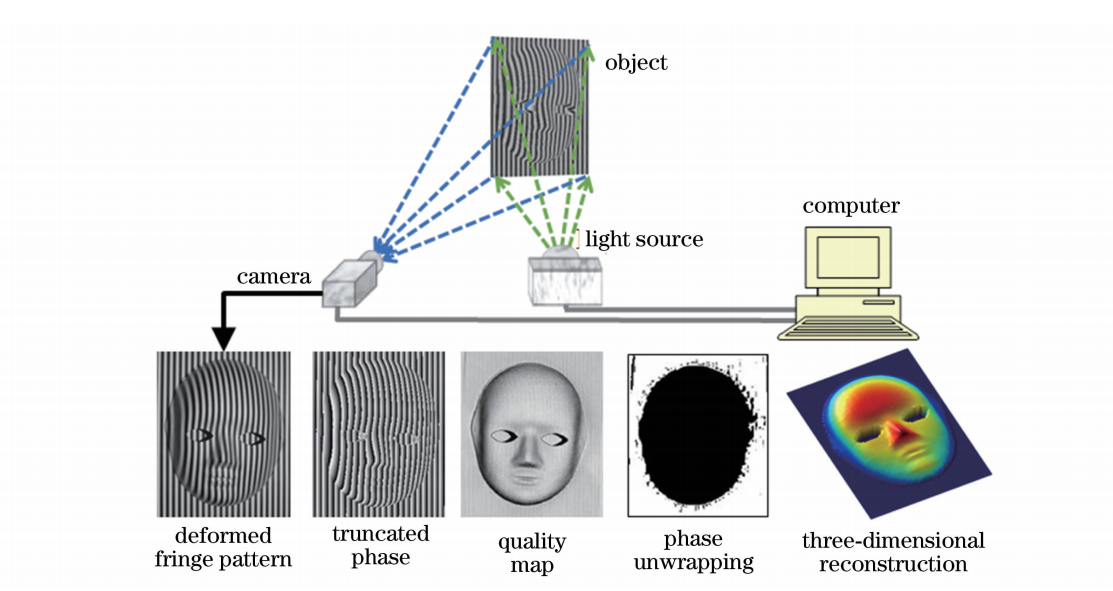 object
computer
light source
camera
deformed
fringe pattern
truncated
phase
quality
map
phase
unwrapping
three-dimensional
reconstruction